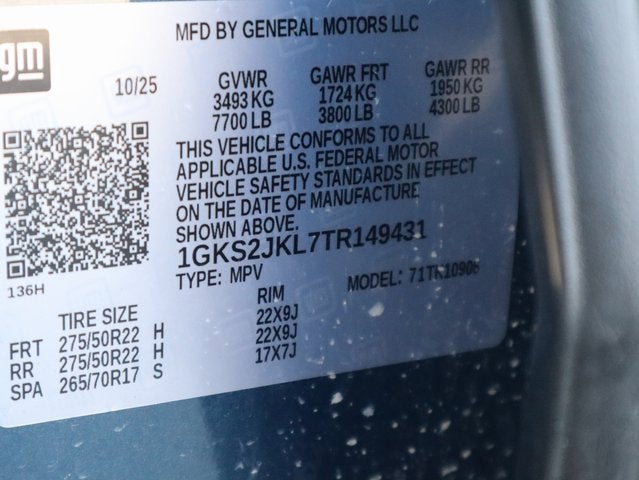 gm
MFD BY GENERAL MOTORS LLC
10/25
GVWR
3493 KG
7700 LB
GAWR FRT
1724 KG
3800 LB
GAWR RR
1950 KG
4300 LB
THIS VEHICLE CONFORMS TO ALL
APPLICABLE U.S. FEDERAL MOTOR
VEHICLE SAFETY STANDARDS IN EFFECT
ON THE DATE OF MANUFACTURE
SHOWN ABOVE.
1GKS2JKL7TR149431
TYPE: MPV
MODEL:
136H
TIRE SIZE RIM
FRT 275/50R22 H 22X9J
RR 275/50R22 H 22X9J
SPA 265/70R17 S 17X7J